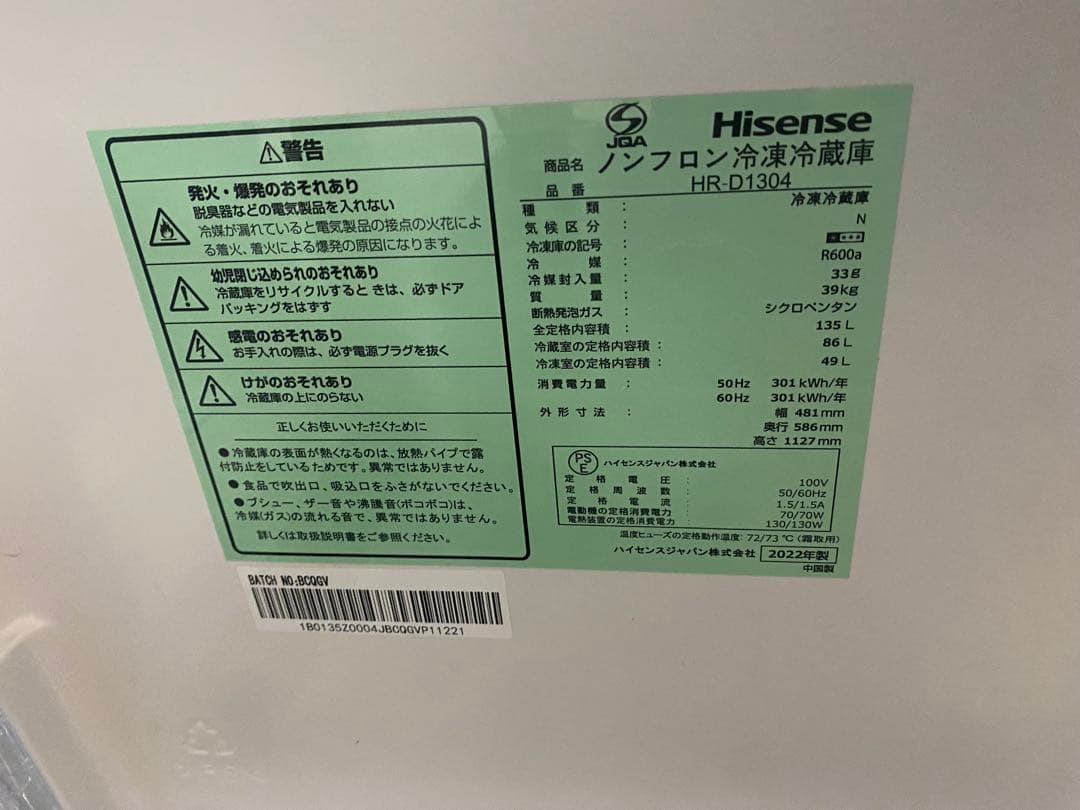 ⚠警告
発火・爆発のおそれあり
脱臭器などの電気製品を入れない
冷媒が漏れていると電気製品の接点の火花によ
る着火、着火による爆発の原因になります。
幼児閉じ込められのおそれあり
冷蔵庫をリサイクルすると きは、必ずドア
パッキングをはずす
感電のおそれあり
お手入れの際は、必ず電源プラグを抜く
けがのおそれあり
冷蔵庫の上にのらない
正しくお使いいただくために
●冷蔵庫の表面が熱くなるのは、放熱パイプで露
付防止をしているためです。異常ではありません。
●食品で吹出口、吸込口をふさがないでください。
●ブシュー、ザー音や沸騰音(ポコポコ)は、
冷媒(ガス)の流れる音で、異常ではありません。
詳しくは取扱説明書をご参照ください。
JQA
Hisense
商品名 ノンフロン冷凍冷蔵庫
品番 HR-D1304
種類 : 冷凍冷蔵庫
気候区分 : N
冷凍庫の記号 :
冷媒 : R600a
冷媒封入量 : 33g
質量 : 39kg
断熱発泡ガス : シクロペンタン
全定格内容積 : 135 L
冷蔵室の定格内容積 : 86 L
冷凍室の定格内容積 : 49 L
消費電力量 : 50Hz 301 kWh/年
60Hz 301 kWh/年
外形寸法 : 幅 481mm
奥行 586mm
高さ 1127mm
PSE ハイセンスジャパン株式会社
定格電圧 : 100V
定格周波数 : 50/60Hz
定格電流 : 1.5/1.5A
電動機の定格消費電力 : 70/70W
電熱装置の定格消費電力 : 130/130W
温度ヒューズの定格動作温度: 72/73 ℃ (霜取用)
ハイセンスジャパン株式会社 2022年製
中国製
BATCH NO:BCQGV
1B0135Z0004JBCQGVP11221